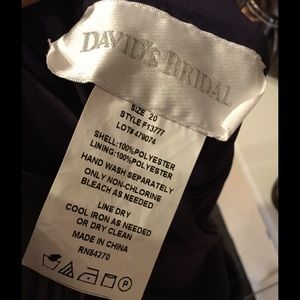 DAVID'S BRIDAL
SIZE 20
STYLE F13777
LOT# 479074
SHELL:100%POLYESTER
LINING:100%POLYESTER
HAND WASH SEPARATELY
ONLY NON-CHLORINE
BLEACH AS NEEDED
LINE DRY
COOL IRON AS NEEDED
OR DRY CLEAN
MADE IN CHINA
RN84270
P